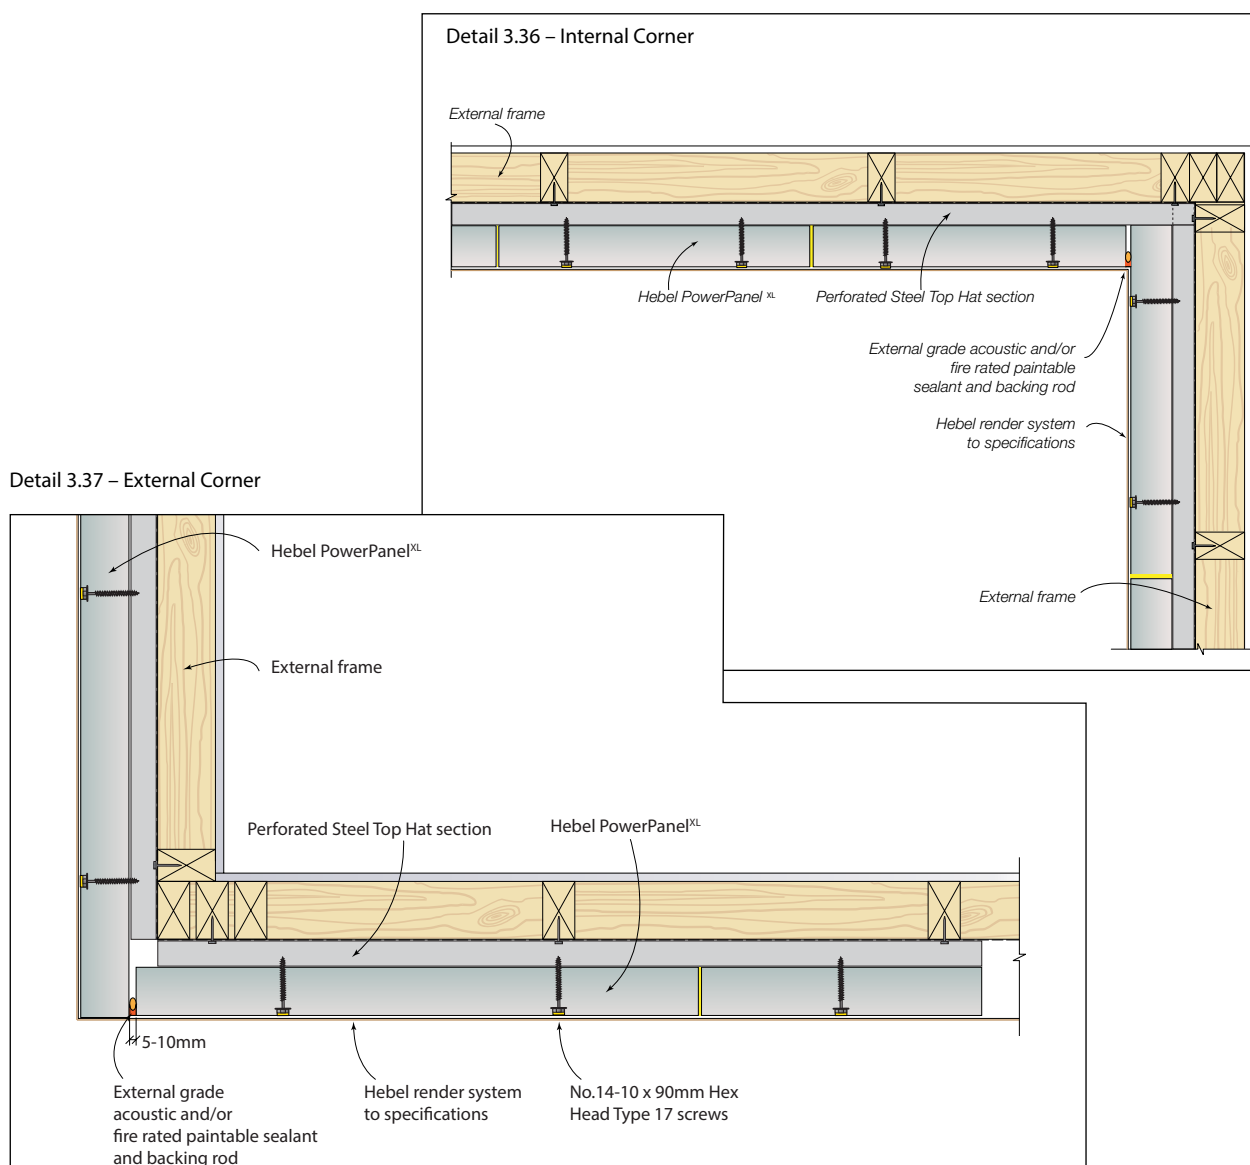 Detail 3.36 – Internal Corner
External frame
Hebel PowerPanel XL
Perforated Steel Top Hat section
External grade acoustic and/or
fire rated paintable
sealant and backing rod
Hebel render system
to specifications
External frame
Detail 3.37 – External Corner
Hebel PowerPanelXL
External frame
Perforated Steel Top Hat section
Hebel PowerPanelXL
5-10mm
External grade
acoustic and/or
fire rated paintable sealant
and backing rod
Hebel render system
to specifications
No.14-10 x 90mm Hex
Head Type 17 screws